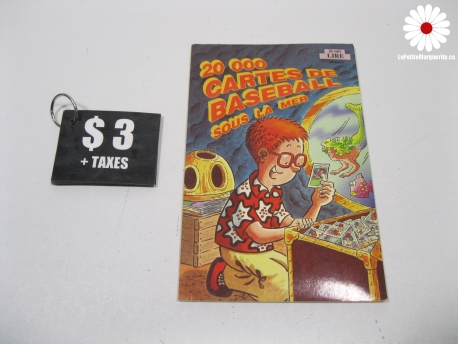 LaPetiteMarguerite.ca
LIRE
20 000
CARTES DE
BASEBALL
SOUS LA MER
$3
+ TAXES